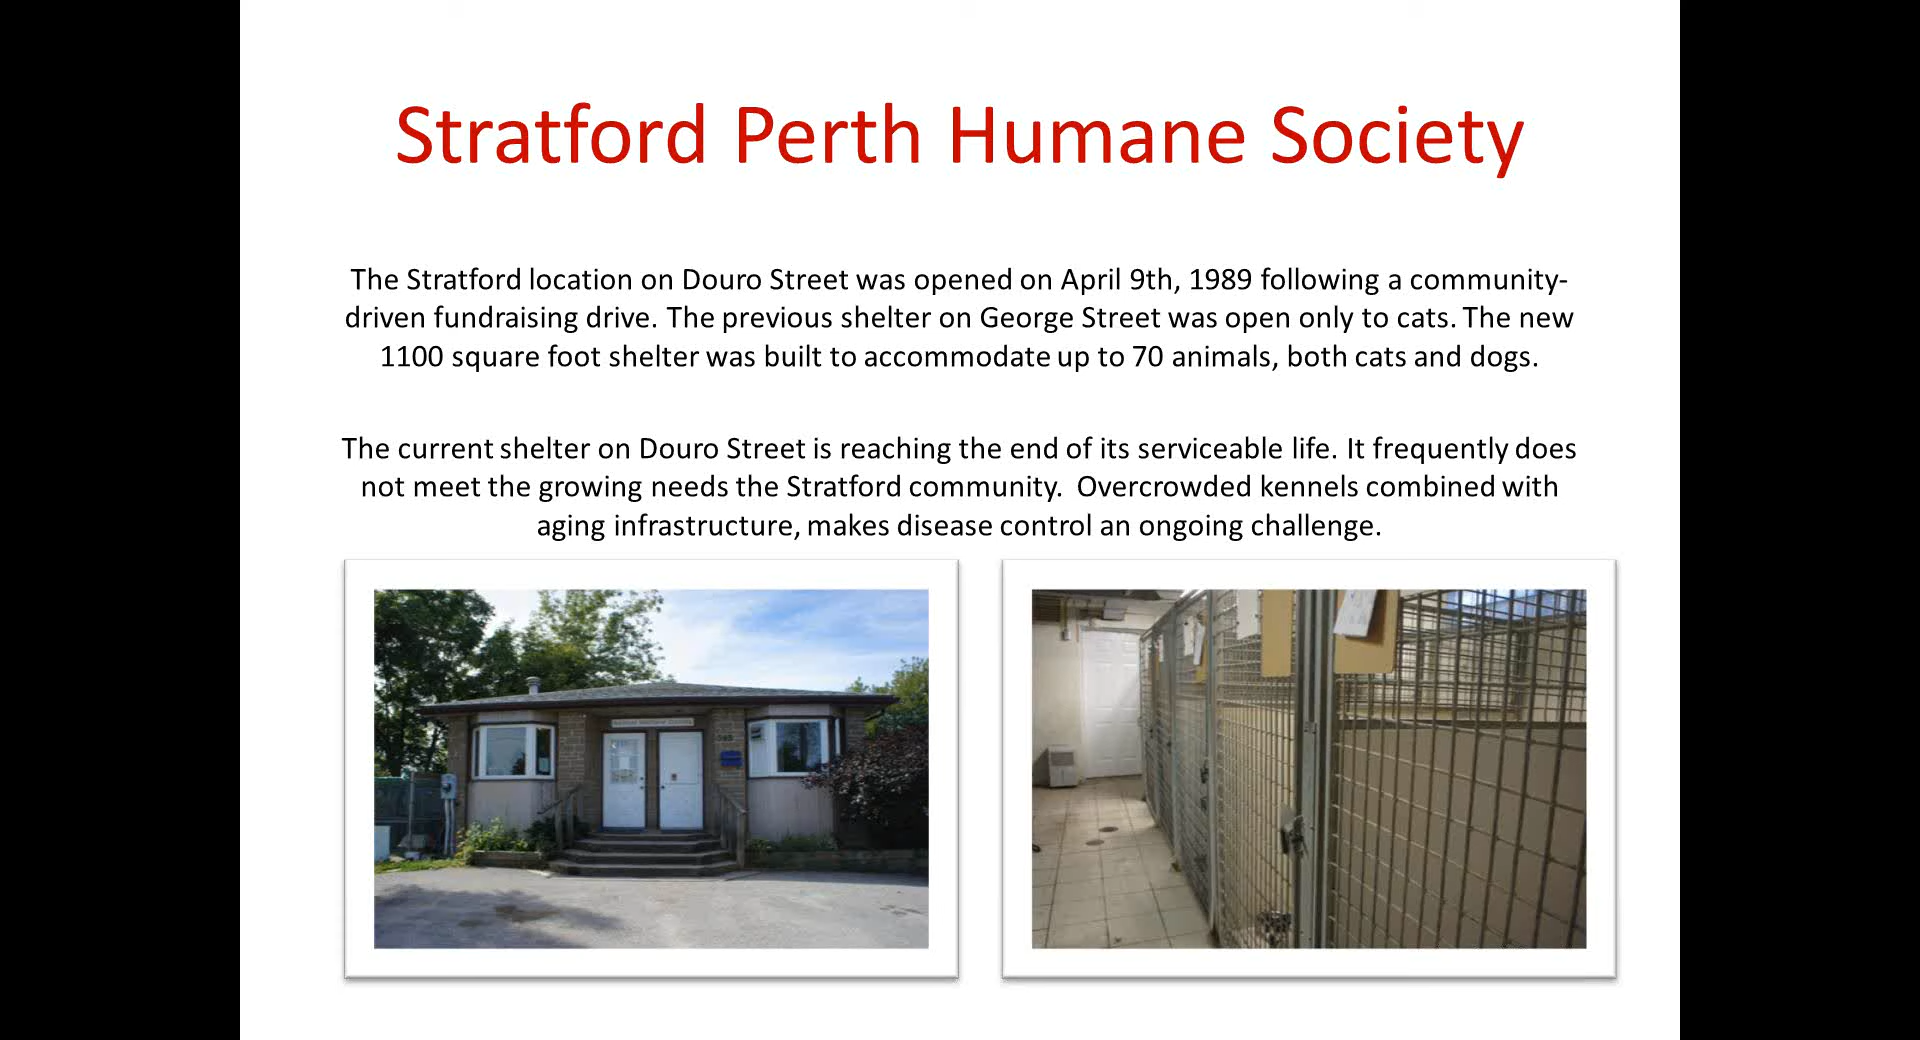 Stratford Perth Humane Society
The Stratford location on Douro Street was opened on April 9th, 1989 following a community-
driven fundraising drive. The previous shelter on George Street was open only to cats. The new
1100 square foot shelter was built to accommodate up to 70 animals, both cats and dogs.
The current shelter on Douro Street is reaching the end of its serviceable life. It frequently does
not meet the growing needs the Stratford community.  Overcrowded kennels combined with
aging infrastructure, makes disease control an ongoing challenge.